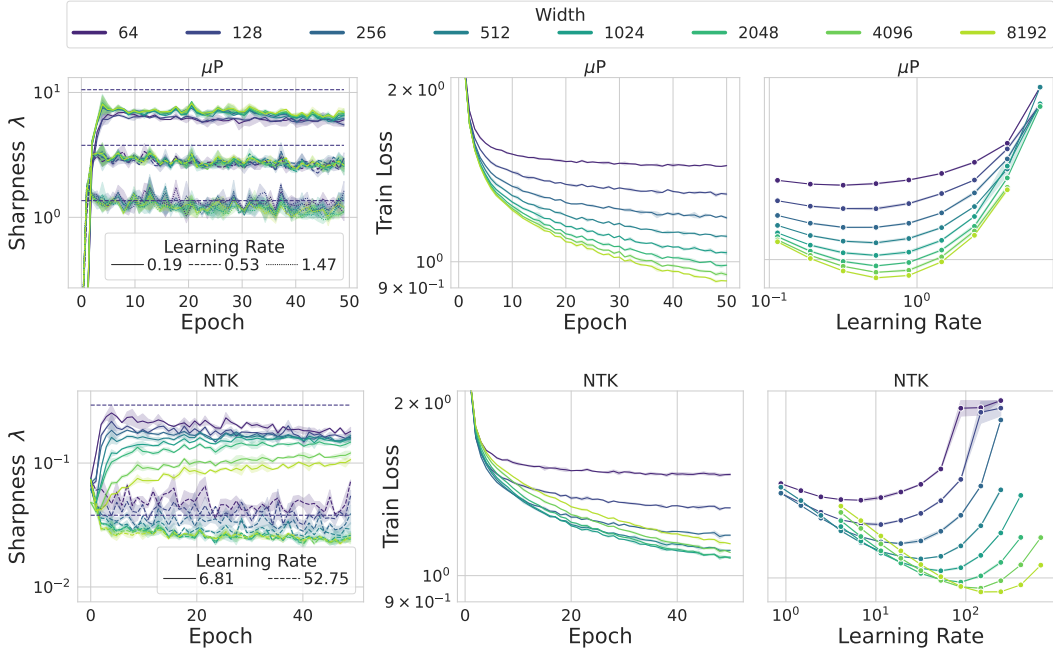 Width
64 128 256 512 1024 2048 4096 8192
μP
Sharpness λ
10¹
10⁰
Learning Rate
0.19 0.53 1.47
0 10 20 30 40 50
Epoch
μP
Train Loss
2 × 10⁰
10⁰
9 × 10⁻¹
0 10 20 30 40 50
Epoch
μP
10⁻¹ 10⁰
Learning Rate
NTK
Sharpness λ
10⁻¹
10⁻²
Learning Rate
6.81 52.75
0 20 40
Epoch
NTK
Train Loss
2 × 10⁰
10⁰
9 × 10⁻¹
0 20 40
Epoch
NTK
10⁰ 10¹ 10²
Learning Rate